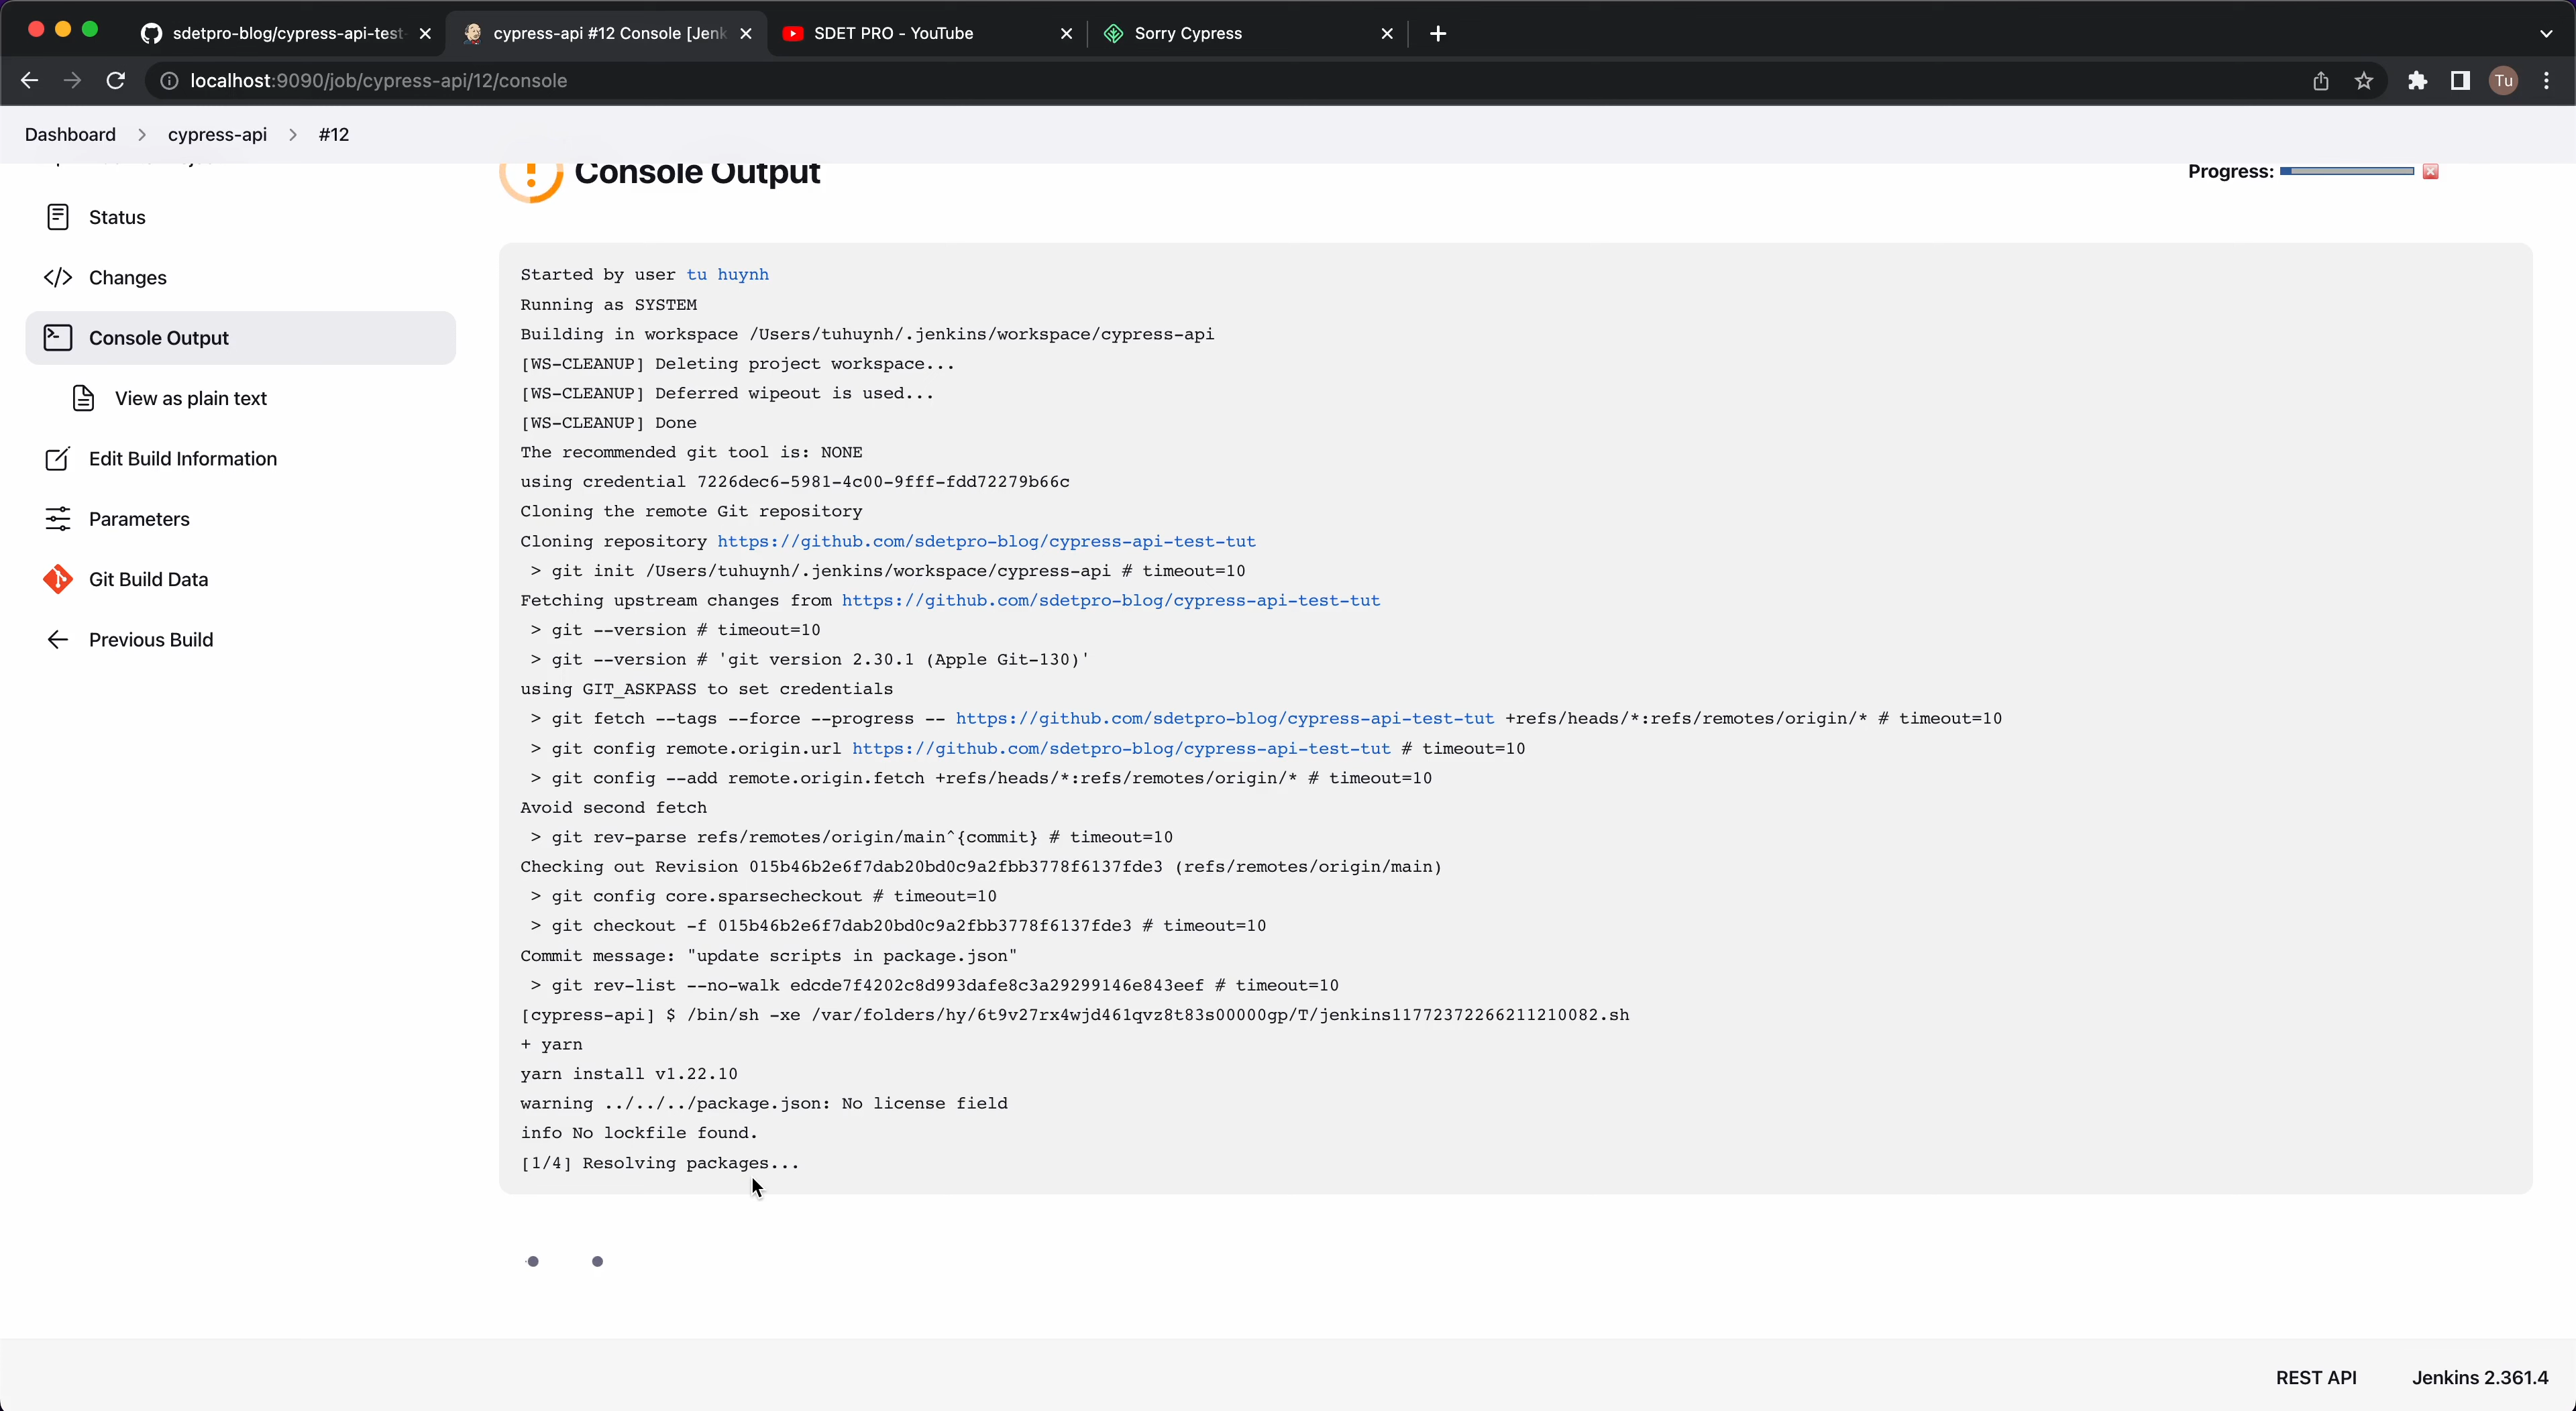 sdetpro-blog/cypress-api-test-
cypress-api #12 Console [Jenk
SDET PRO - YouTube
Sorry Cypress
localhost:9090/job/cypress-api/12/console
Tu
Dashboard
cypress-api
#12
Console Output
Progress:
Status
Changes
Console Output
View as plain text
Edit Build Information
Parameters
Git Build Data
Previous Build
Started by user tu huynh
Running as SYSTEM
Building in workspace /Users/tuhuynh/.jenkins/workspace/cypress-api
[WS-CLEANUP] Deleting project workspace...
[WS-CLEANUP] Deferred wipeout is used...
[WS-CLEANUP] Done
The recommended git tool is: NONE
using credential 7226dec6-5981-4c00-9fff-fdd72279b66c
Cloning the remote Git repository
Cloning repository https://github.com/sdetpro-blog/cypress-api-test-tut
> git init /Users/tuhuynh/.jenkins/workspace/cypress-api # timeout=10
Fetching upstream changes from https://github.com/sdetpro-blog/cypress-api-test-tut
> git --version # timeout=10
> git --version # 'git version 2.30.1 (Apple Git-130)'
using GIT_ASKPASS to set credentials
> git fetch --tags --force --progress -- https://github.com/sdetpro-blog/cypress-api-test-tut +refs/heads/*:refs/remotes/origin/* # timeout=10
> git config remote.origin.url https://github.com/sdetpro-blog/cypress-api-test-tut # timeout=10
> git config --add remote.origin.fetch +refs/heads/*:refs/remotes/origin/* # timeout=10
Avoid second fetch
> git rev-parse refs/remotes/origin/main^{commit} # timeout=10
Checking out Revision 015b46b2e6f7dab20bd0c9a2fbb3778f6137fde3 (refs/remotes/origin/main)
> git config core.sparsecheckout # timeout=10
> git checkout -f 015b46b2e6f7dab20bd0c9a2fbb3778f6137fde3 # timeout=10
Commit message: "update scripts in package.json"
> git rev-list --no-walk edcde7f4202c8d993dafe8c3a29299146e843eef # timeout=10
[cypress-api] $ /bin/sh -xe /var/folders/hy/6t9v27rx4wjd461qvz8t83s00000gp/T/jenkins11772372266211210082.sh
+ yarn
yarn install v1.22.10
warning ../../../package.json: No license field
info No lockfile found.
[1/4] Resolving packages...
REST API
Jenkins 2.361.4